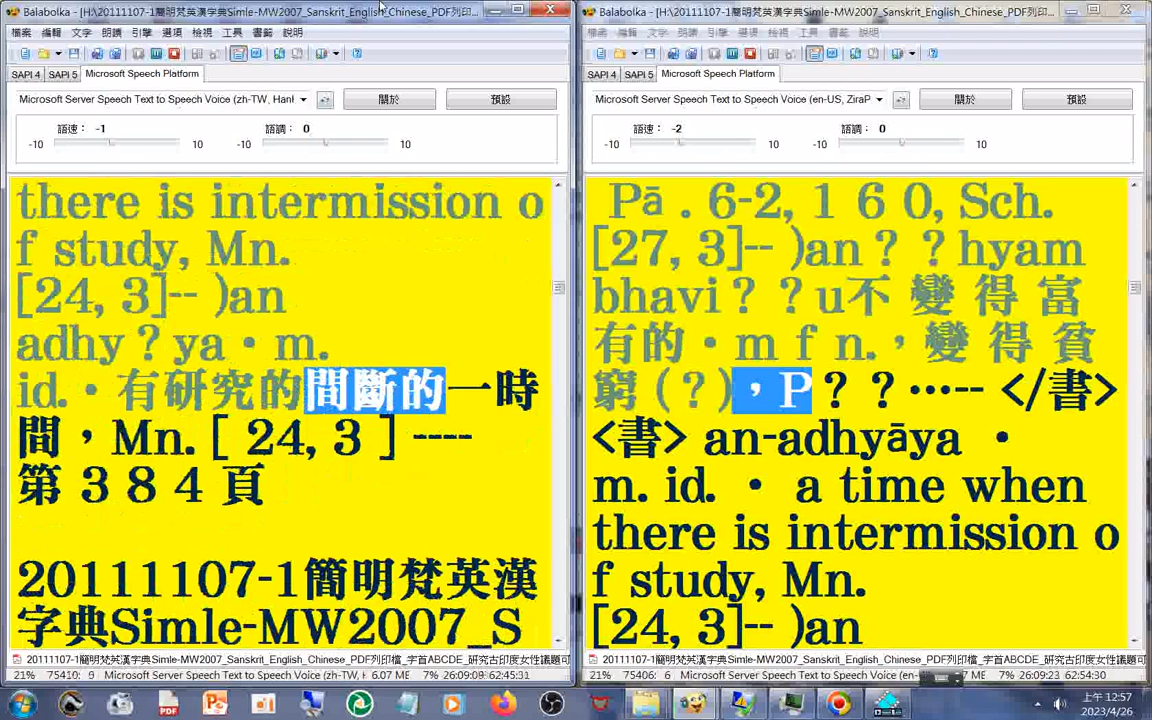 Balabolka - [H:\20111107-1簡明梵英漢字典Simle-MW2007_Sanskrit_English_Chinese_PDF列印...
檔案 編輯 文字 朗讀 引擎 選項 檢視 工具 書籤 說明
SAPI 4 SAPI 5 Microsoft Speech Platform
Microsoft Server Speech Text to Speech Voice (zh-TW, Hanl
關於 預設
語速： -1 語調： 0
-10 10 -10 10
there is intermission o
f study, Mn.
[24, 3]-- )an
adhy？ya・m.
id.・有研究的間斷的一時
間，Mn. [ 24, 3 ] ----
第３８４頁
20111107-1簡明梵英漢
字典Simle-MW2007_S
20111107-1簡明梵英漢字典Simle-MW2007_Sanskrit_English_Chinese_PDF列印檔_字首ABCDE_研究古印度女性議題可
21% 75410: 9 Microsoft Server Speech Text to Speech Voice (zh-TW, 6.07 ME 7% 26:09:09 62:45:31
Balabolka - [H:\20111107-1簡明梵英漢字典Simle-MW2007_Sanskrit_English_Chinese_PDF列印...
檔案 編輯 文字 朗讀 引擎 選項 檢視 工具 書籤 說明
SAPI 4 SAPI 5 Microsoft Speech Platform
Microsoft Server Speech Text to Speech Voice (en-US, ZiraP
關於 預設
語速： -2 語調： 0
-10 10 -10 10
Pā . 6-2, １６０, Sch.
[27, 3]-- )an？？hyam
bhavi？？u不 變 得 富
有的・ｍｆｎ.，變 得 貧
窮（？），P？？…-- </書>
<書> an-adhyāya ・
m. id. ・ a time when
there is intermission o
f study, Mn.
[24, 3]-- )an
20111107-1簡明梵英漢字典Simle-MW2007_Sanskrit_English_Chinese_PDF列印檔_字首ABCDE_研究古印度女性議題可
21% 75406: 6 Microsoft Server Speech Text to Speech Voice 7% 26:09:23 62:54:30
上午 12:57
2023/4/26